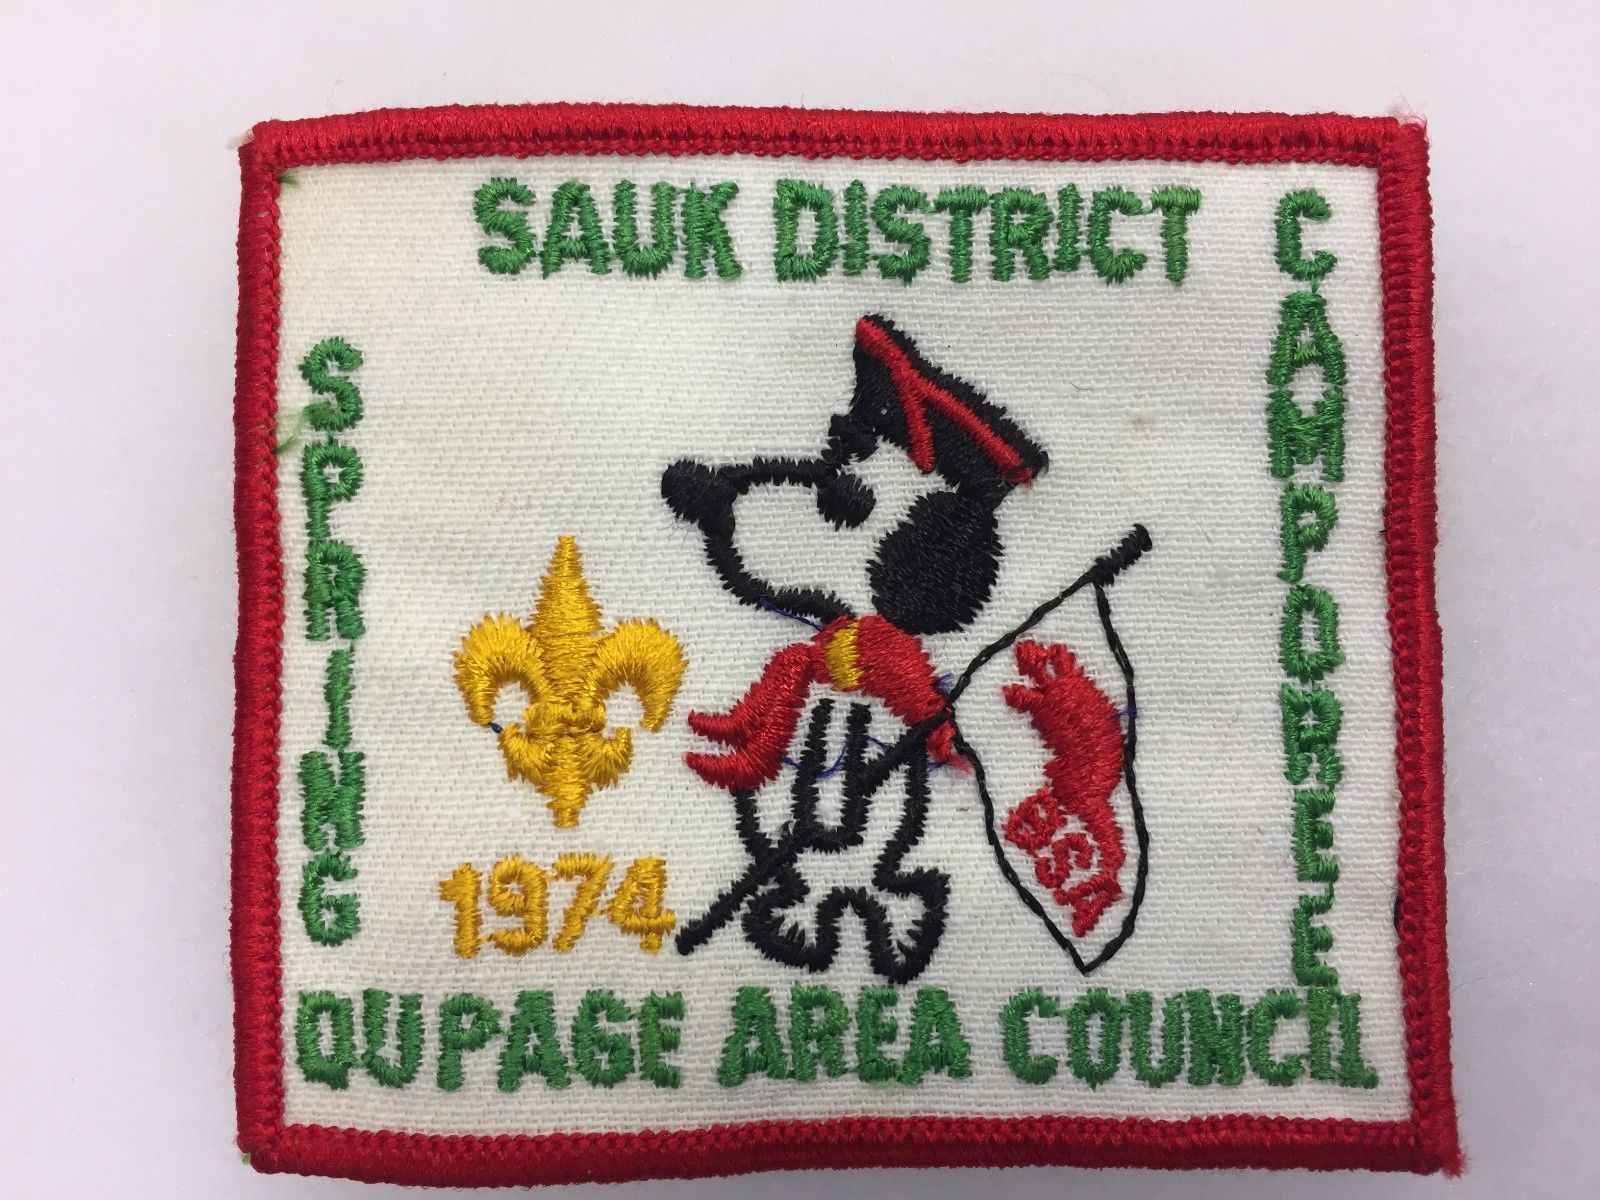 SAUK DISTRICT
SPRING
CAMPOREE
1974
BSA
DUPAGE AREA COUNCIL